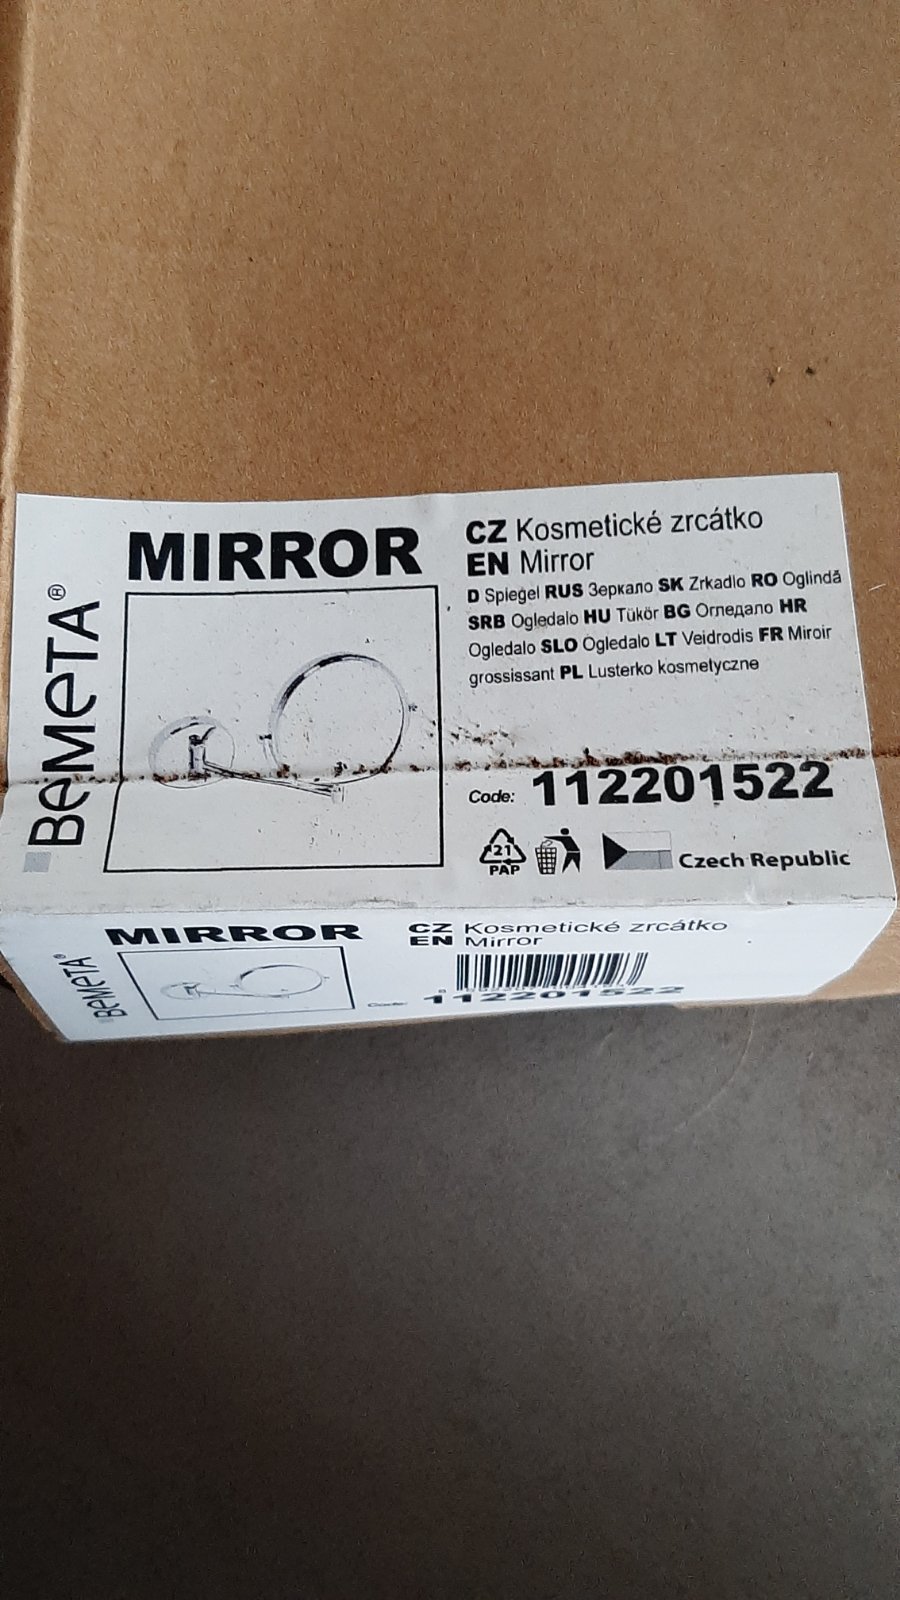 BEMETA®
MIRROR
CZ Kosmetické zrcátko
EN Mirror
D Spiegel RUS Зеркало SK Zrkadlo RO Oglindă
SRB Ogledalo HU Tükör BG Огледало HR
Ogledalo SLO Ogledalo LT Veidrodis FR Miroir
grossissant PL Lusterko kosmetyczne
Code: 112201522
21
PAP
Czech Republic
BEMETA®
MIRROR
CZ Kosmetické zrcátko
EN Mirror
Code: 112201522